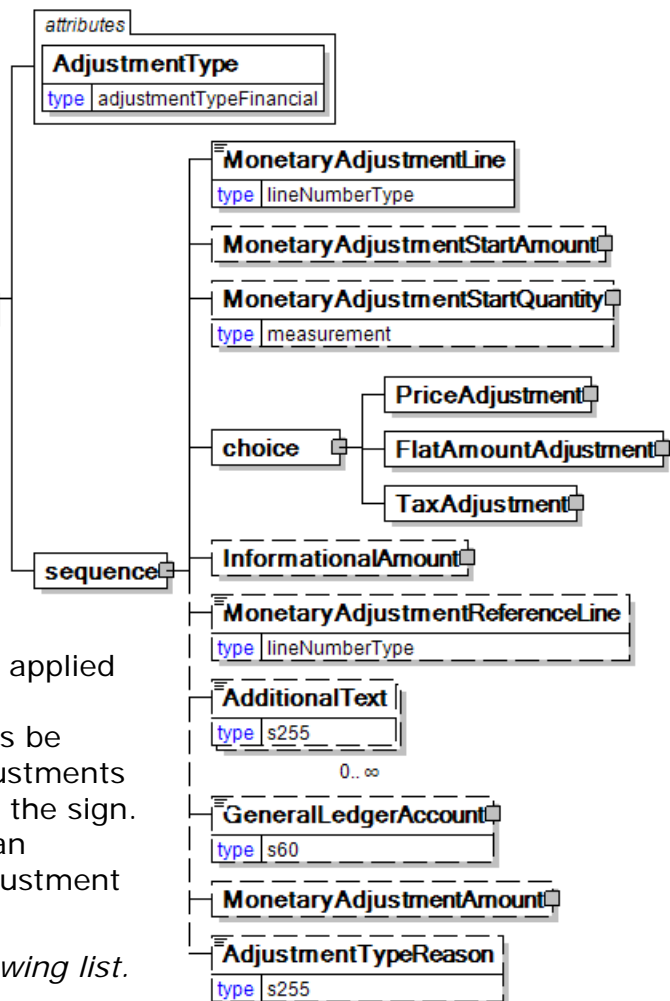 attributes
AdjustmentType
type adjustmentTypeFinancial
MonetaryAdjustmentLine
type lineNumberType
MonetaryAdjustmentStartAmount
MonetaryAdjustmentStartQuantity
type measurement
choice
PriceAdjustment
FlatAmountAdjustment
TaxAdjustment
sequence
InformationalAmount
MonetaryAdjustmentReferenceLine
type lineNumberType
AdditionalText
type s255
0.. ∞
GeneralLedgerAccount
type s60
MonetaryAdjustmentAmount
AdjustmentTypeReason
type s255
applied
s be
ustments
the sign.
an
justment
wing list.